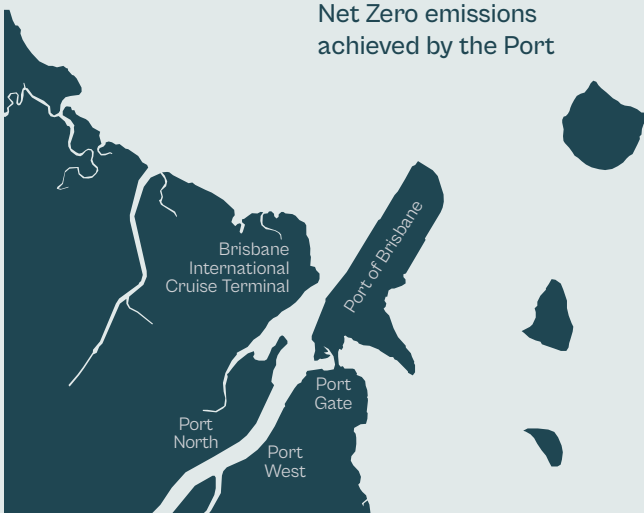 Net Zero emissions
achieved by the Port
Port of Brisbane
Brisbane
International
Cruise Terminal
Port
Gate
Port
North
Port
West